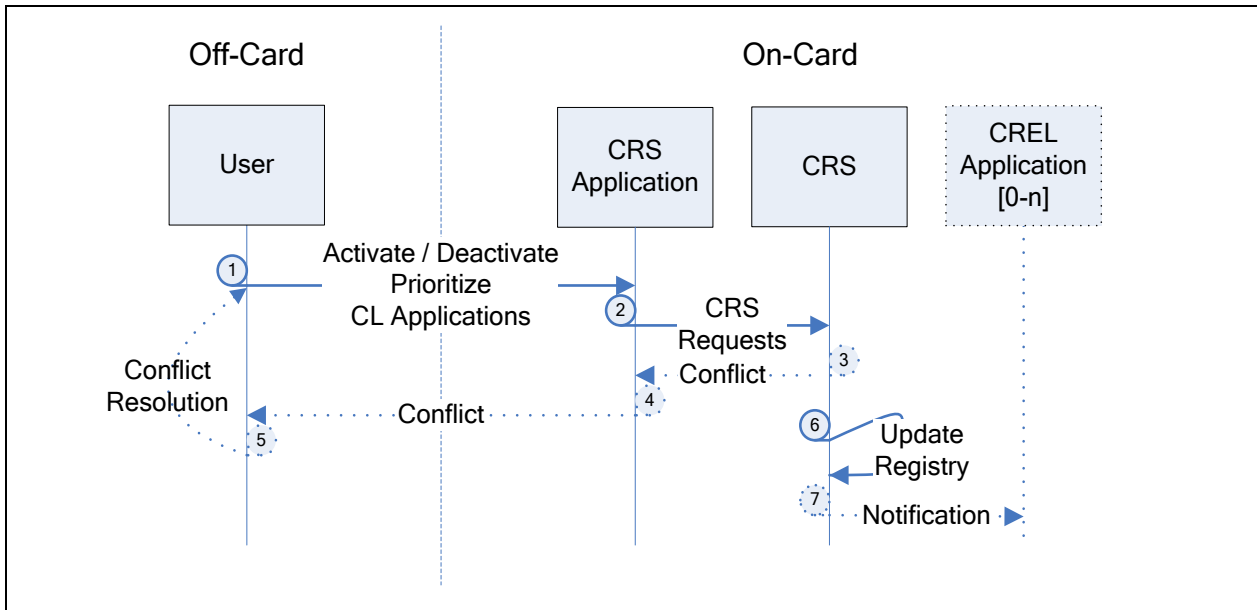 Off-Card
On-Card
User
CRS
Application
CRS
CREL
Application
[0-n]
1
Activate / Deactivate
Prioritize
CL Applications
2
CRS
Requests
3
Conflict
4
Conflict
5
Conflict
Resolution
6
Update
Registry
7
Notification